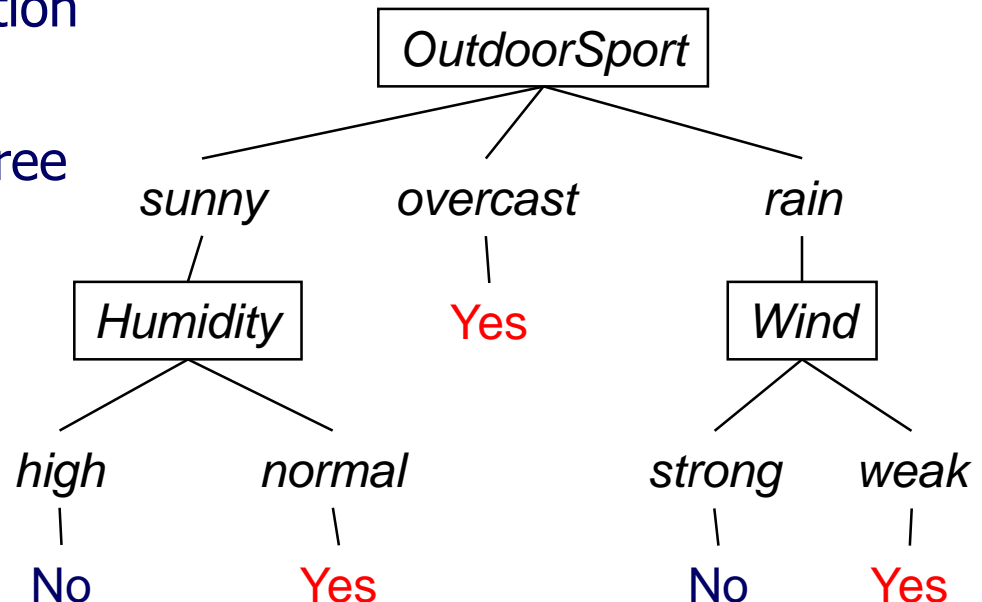 tion
OutdoorSport
ree
sunny overcast rain
Humidity Yes Wind
high normal strong weak
No Yes No Yes